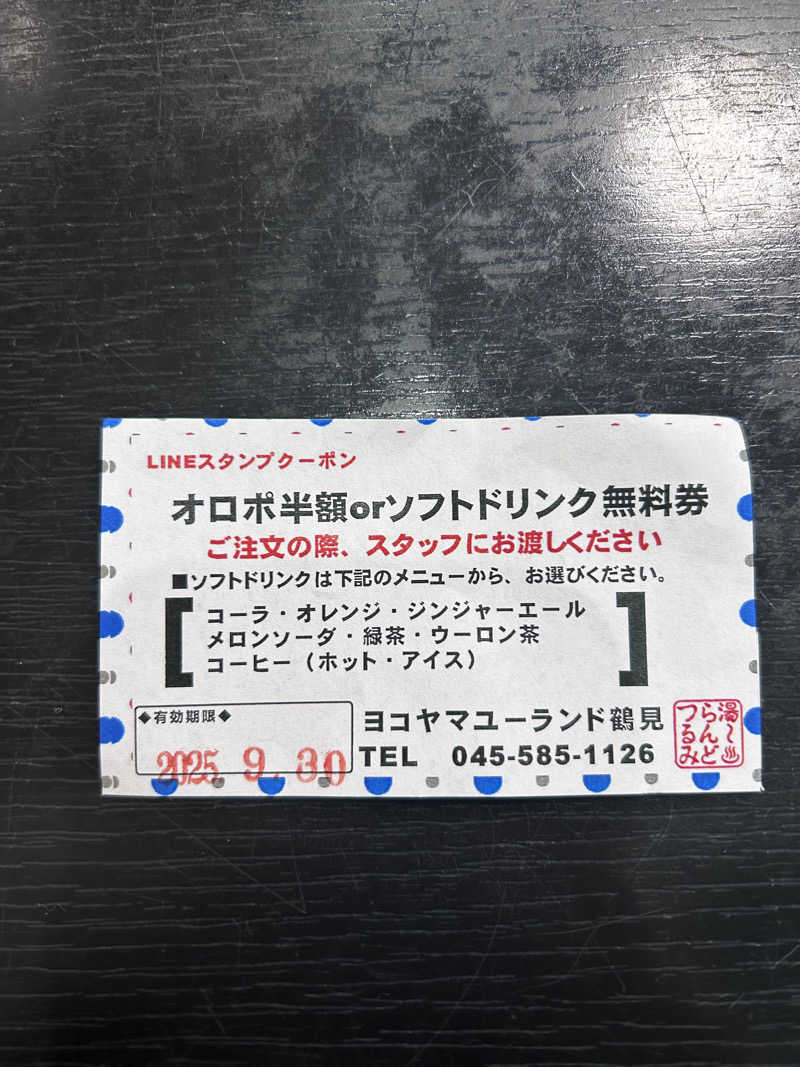 LINEスタンプクーポン
オロポ半額orソフトドリンク無料券
ご注文の際、スタッフにお渡しください
■ソフトドリンクは下記のメニューから、お選びください。
コーラ・オレンジ・ジンジャーエール
メロンソーダ・緑茶・ウーロン茶
コーヒー(ホット・アイス)
◆有効期限◆
2025. 9. 30
ヨコヤマユーランド鶴見
TEL 045-585-1126
湯〜♨
らんど
つるみ